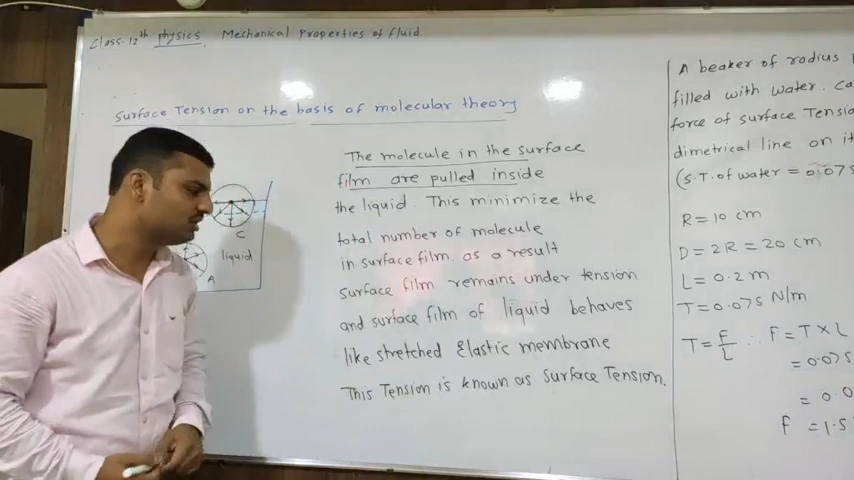 Class-12th physics, Mechanical Properties of fluid
Surface Tension on the basis of molecular theory
C
liquid
A
The molecule in the surface
film are pulled inside
the liquid. This minimize the
total number of molecule
in surface film as a result
surface film remains under tension
and surface film of liquid behaves
like stretched Elastic membrane
This Tension is known as surface Tension.
A beaker of radius
filled with water.
force of surface Tensio
dimetrical line on it
(S.T. of water = 0.075
R = 10 cm
D = 2R = 20 cm
L = 0.2 m
T = 0.075 N/m
T = F/L ∴ F = T x L
= 0.075
= 0.0
F = 1.5